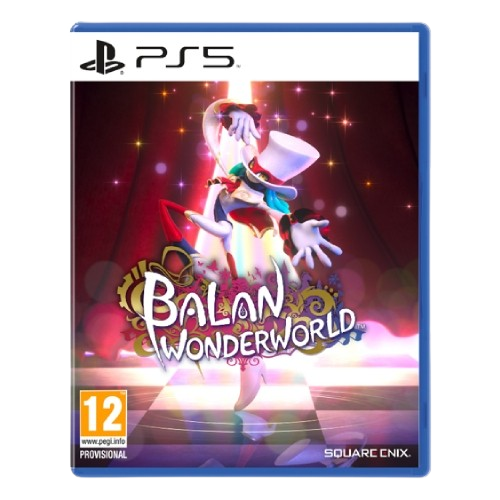 PS5
BALAN
WONDERWORLD
12
www.pegi.info
PROVISIONAL
SQUARE ENIX